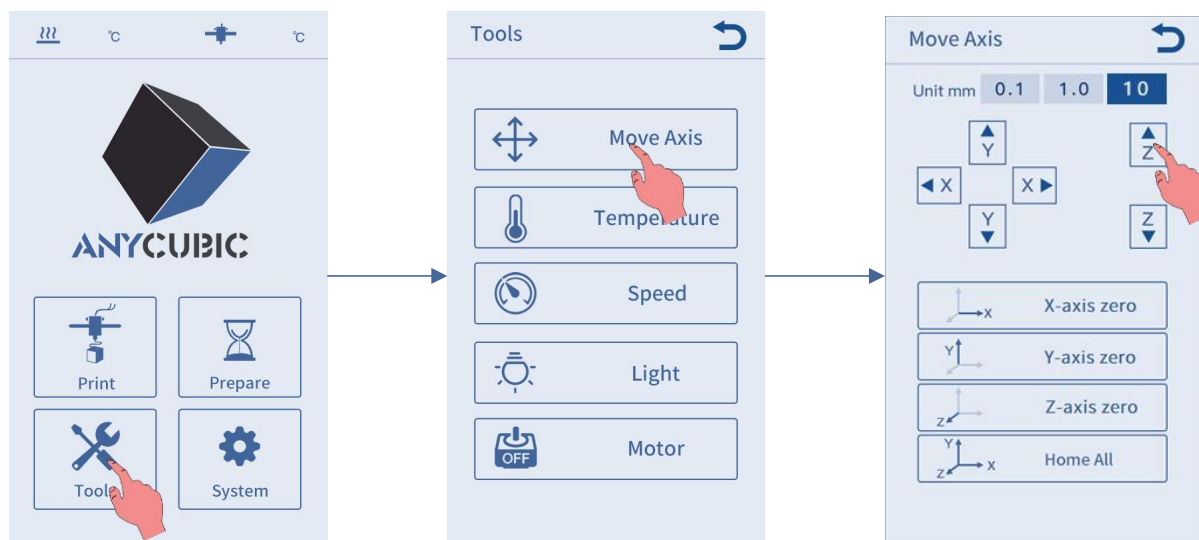 ℃ ℃
ANYCUBIC
Print Prepare
Tools System
Tools
Move Axis
Temperature
Speed
Light
OFF Motor
Move Axis
Unit mm 0.1 1.0 10
Y Z
X X
Y Z
X X-axis zero
Y Y-axis zero
Z Z-axis zero
Y Z X Home All